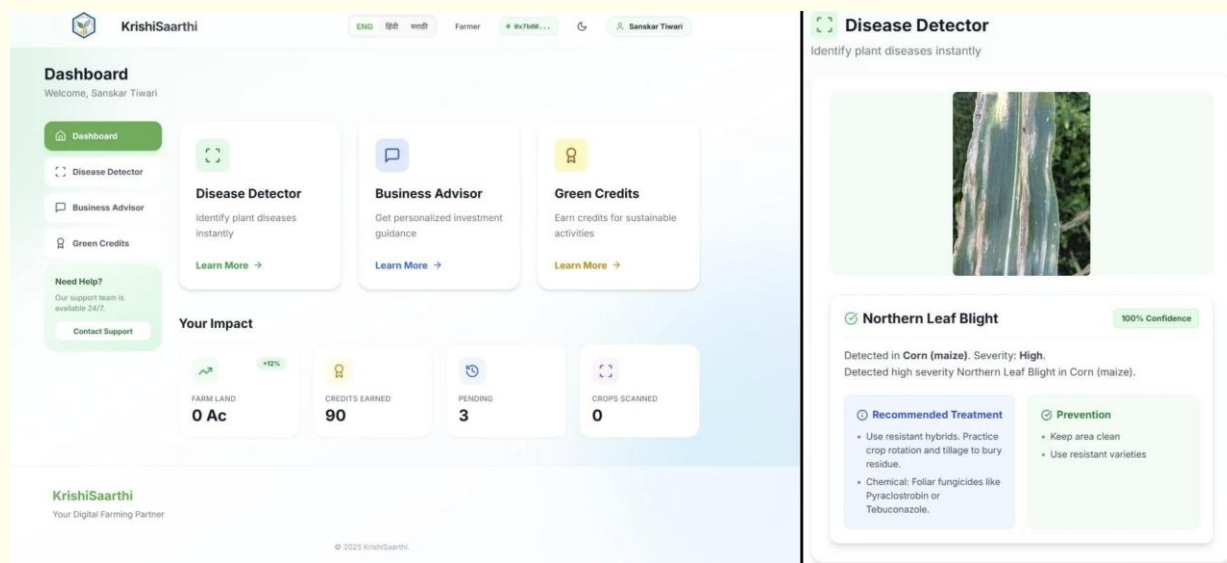 KrishiSaarthi
ENG हिंदी मराठी
Farmer
0x7b00...
Sanskar Tiwari
Dashboard
Welcome, Sanskar Tiwari
Dashboard
Disease Detector
Business Advisor
Green Credits
Need Help?
Our support team is
available 24/7.
Contact Support
Disease Detector
Identify plant diseases
instantly
Learn More →
Business Advisor
Get personalized investment
guidance
Learn More →
Green Credits
Earn credits for sustainable
activities
Learn More →
Your Impact
+12%
FARM LAND
0 Ac
CREDITS EARNED
90
PENDING
3
CROPS SCANNED
0
KrishiSaarthi
Your Digital Farming Partner
© 2025 KrishiSaarthi.
Disease Detector
Identify plant diseases instantly
Northern Leaf Blight
100% Confidence
Detected in Corn (maize). Severity: High.
Detected high severity Northern Leaf Blight in Corn (maize).
Recommended Treatment
• Use resistant hybrids. Practice
crop rotation and tillage to bury
residue.
• Chemical: Foliar fungicides like
Pyraclostrobin or
Tebuconazole.
Prevention
• Keep area clean
• Use resistant varieties